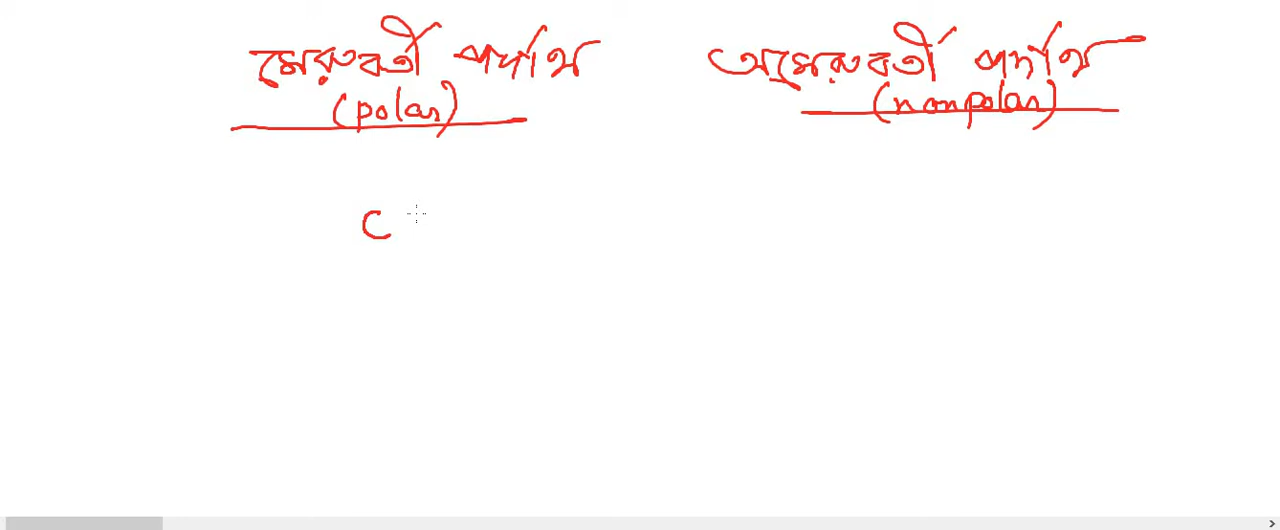 মেরুবর্তী পদার্থ
(polar)
অমেরুবর্তী পদার্থ
(nonpolar)
C